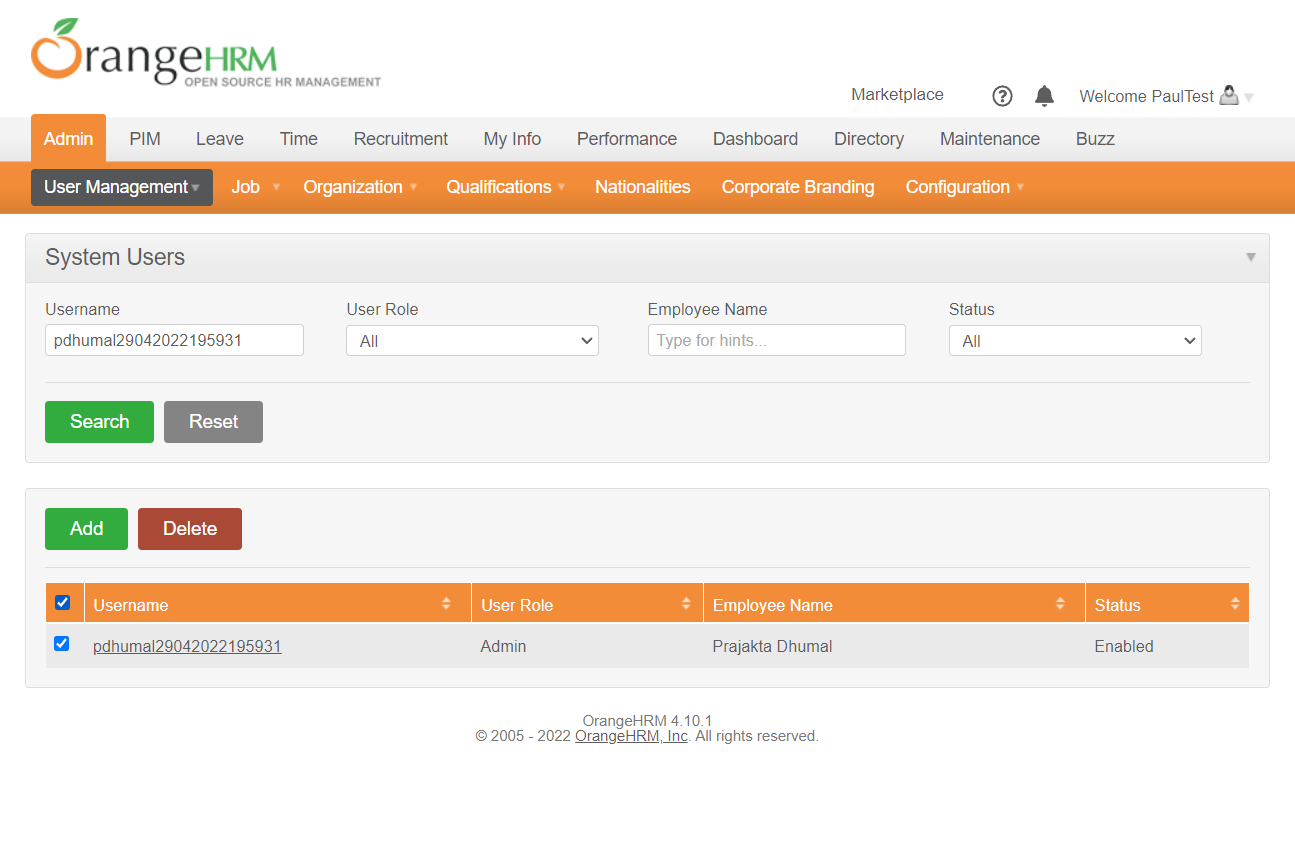 OrangeHRM
OPEN SOURCE HR MANAGEMENT
Marketplace ? Welcome PaulTest
Admin PIM Leave Time Recruitment My Info Performance Dashboard Directory Maintenance Buzz
User Management Job Organization Qualifications Nationalities Corporate Branding Configuration
System Users
Username User Role Employee Name Status
pdhumal29042022195931 All Type for hints... All
Search Reset
Add Delete
Username User Role Employee Name Status
pdhumal29042022195931 Admin Prajakta Dhumal Enabled
OrangeHRM 4.10.1
© 2005 - 2022 OrangeHRM, Inc. All rights reserved.